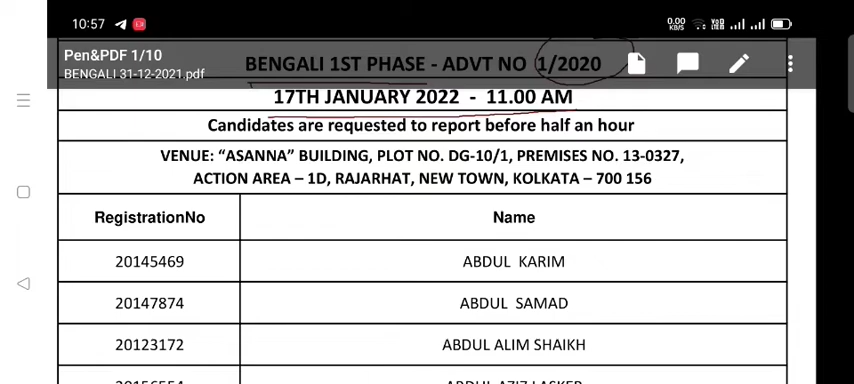 10:57
0.00 KB/S
Pen&PDF 1/10
BENGALI 31-12-2021.pdf
BENGALI 1ST PHASE - ADVT NO 1/2020
17TH JANUARY 2022 - 11.00 AM
Candidates are requested to report before half an hour
VENUE: “ASANNA” BUILDING, PLOT NO. DG-10/1, PREMISES NO. 13-0327,
ACTION AREA – 1D, RAJARHAT, NEW TOWN, KOLKATA – 700 156
RegistrationNo Name
20145469 ABDUL KARIM
20147874 ABDUL SAMAD
20123172 ABDUL ALIM SHAIKH